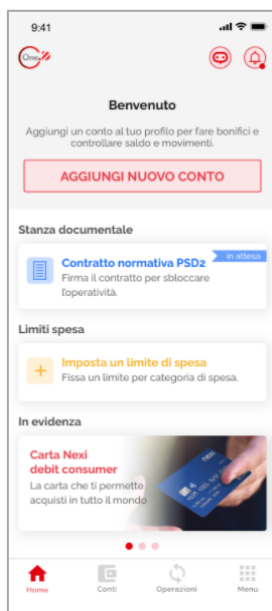 9:41
One
Benvenuto
Aggiungi un conto al tuo profilo per fare bonifici e
controllare saldo e movimenti.
AGGIUNGI NUOVO CONTO
Stanza documentale
in attesa
Contratto normativa PSD2
Firma il contratto per sbloccare
l'operatività.
Limiti spesa
Imposta un limite di spesa
Fissa un limite per categoria di spesa.
In evidenza
Carta Nexi
debit consumer
La carta che ti permette
acquisti in tutto il mondo
Home
Conti
Operazioni
Menu